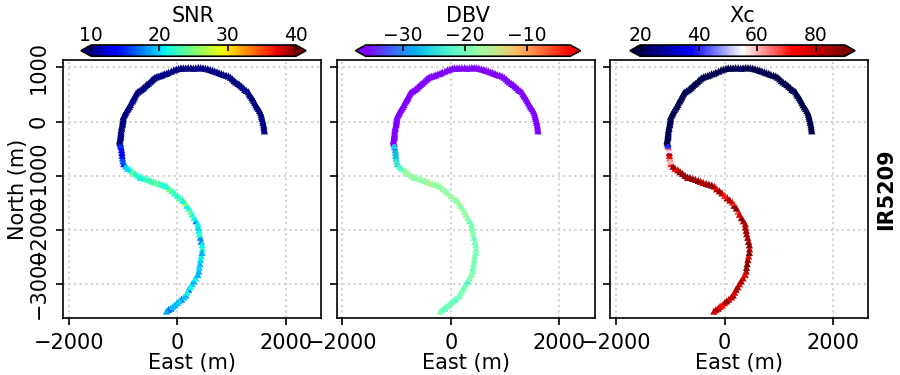 SNR DBV Xc
10 20 30 40 −30 −20 −10 20 40 60 80
North (m)
1000
0
−1000
−2000
−3000
IR5209
−2000 0 2000 −2000 0 2000 −2000 0 2000
East (m) East (m) East (m)